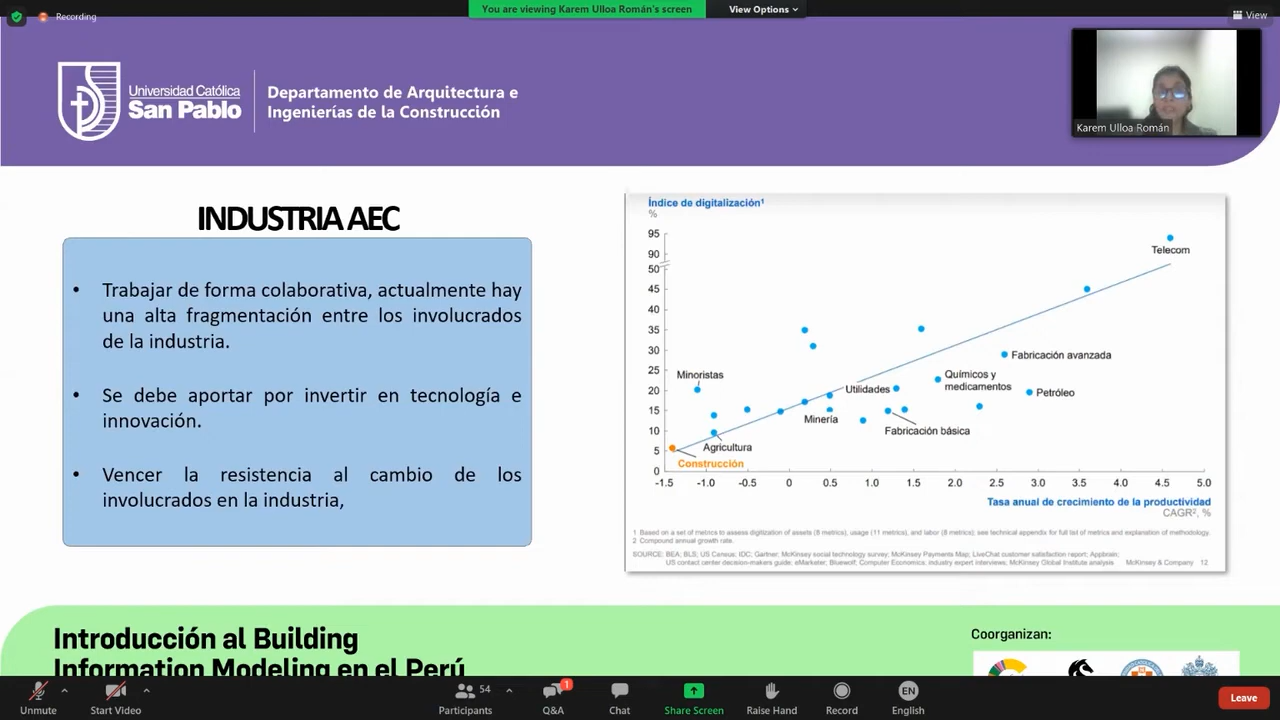 Recording
You are viewing Karem Ulloa Román's screen
View Options
View
Universidad Católica
San Pablo
Departamento de Arquitectura e
Ingenierías de la Construcción
Karem Ulloa Román
INDUSTRIA AEC
• Trabajar de forma colaborativa, actualmente hay
una alta fragmentación entre los involucrados
de la industria.
• Se debe aportar por invertir en tecnología e
innovación.
• Vencer la resistencia al cambio de los
involucrados en la industria,
Índice de digitalización¹
%
95
90
50
45
40
35
30
25
20
15
10
5
0
Telecom
Fabricación avanzada
Minoristas
Químicos y
medicamentos
Utilidades
Petróleo
Minería
Fabricación básica
Agricultura
Construcción
-1.5 -1.0 -0.5 0 0.5 1.0 1.5 2.0 2.5 3.0 3.5 4.0 4.5 5.0
Tasa anual de crecimiento de la productividad
CAGR², %
1 Based on a set of metrics to assess digitization of assets (8 metrics), usage (11 metrics), and labor (8 metrics); see technical appendix for full list of metrics and explanation of methodology.
2 Compound annual growth rate.
SOURCE: BEA; BLS; US Census; IDC; Gartner; McKinsey social technology survey; McKinsey Payments Map; LiveChat customer satisfaction report; Appbrain;
US contact center decision-makers guide; eMarketer; Bluewolf; Computer Economics; industry expert interviews; McKinsey Global Institute analysis
McKinsey & Company 12
Introducción al Building
Information Modeling en el Perú
Coorganizan:
Unmute
Start Video
54
Participants
1
Q&A
Chat
Share Screen
Raise Hand
Record
EN
English
Leave